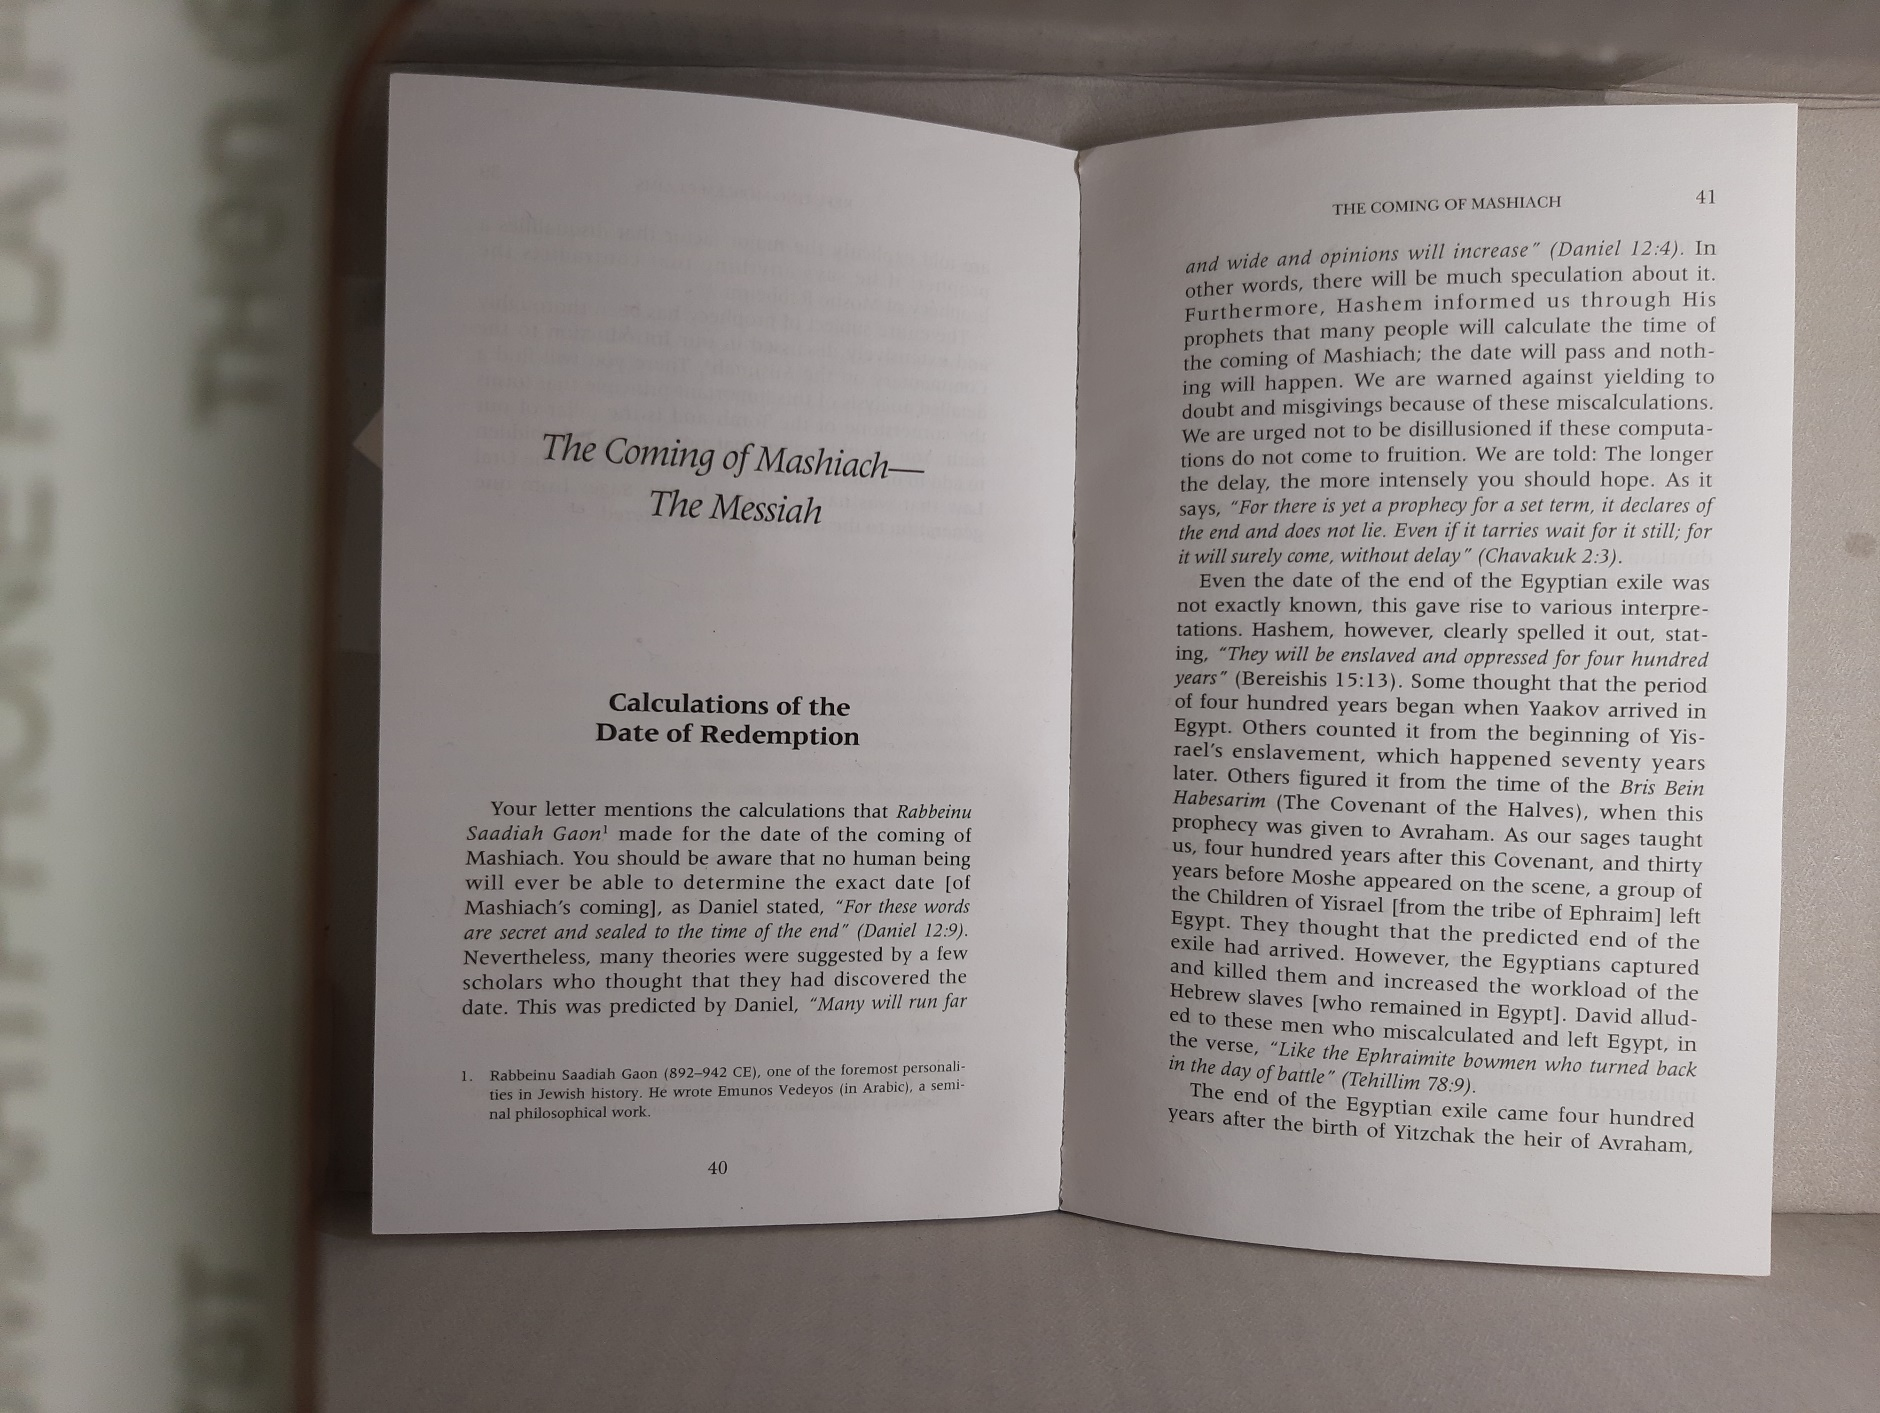 The Coming of Mashiach—
The Messiah
Calculations of the
Date of Redemption
Your letter mentions the calculations that Rabbeinu
Saadiah Gaon¹ made for the date of the coming of
Mashiach. You should be aware that no human being
will ever be able to determine the exact date [of
Mashiach's coming], as Daniel stated, “For these words
are secret and sealed to the time of the end” (Daniel 12:9).
Nevertheless, many theories were suggested by a few
scholars who thought that they had discovered the
date. This was predicted by Daniel, “Many will run far
1. Rabbeinu Saadiah Gaon (892–942 CE), one of the foremost personali-
ties in Jewish history. He wrote Emunos Vedeyos (in Arabic), a semi-
nal philosophical work.
40
THE COMING OF MASHIACH 41
and wide and opinions will increase” (Daniel 12:4). In
other words, there will be much speculation about it.
Furthermore, Hashem informed us through His
prophets that many people will calculate the time of
the coming of Mashiach; the date will pass and noth-
ing will happen. We are warned against yielding to
doubt and misgivings because of these miscalculations.
We are urged not to be disillusioned if these computa-
tions do not come to fruition. We are told: The longer
the delay, the more intensely you should hope. As it
says, “For there is yet a prophecy for a set term, it declares of
the end and does not lie. Even if it tarries wait for it still; for
it will surely come, without delay” (Chavakuk 2:3).
Even the date of the end of the Egyptian exile was
not exactly known, this gave rise to various interpre-
tations. Hashem, however, clearly spelled it out, stat-
ing, “They will be enslaved and oppressed for four hundred
years” (Bereishis 15:13). Some thought that the period
of four hundred years began when Yaakov arrived in
Egypt. Others counted it from the beginning of Yis-
rael's enslavement, which happened seventy years
later. Others figured it from the time of the Bris Bein
Habesarim (The Covenant of the Halves), when this
prophecy was given to Avraham. As our sages taught
us, four hundred years after this Covenant, and thirty
years before Moshe appeared on the scene, a group of
the Children of Yisrael [from the tribe of Ephraim] left
Egypt. They thought that the predicted end of the
exile had arrived. However, the Egyptians captured
and killed them and increased the workload of the
Hebrew slaves [who remained in Egypt]. David allud-
ed to these men who miscalculated and left Egypt, in
the verse, “Like the Ephraimite bowmen who turned back
in the day of battle” (Tehillim 78:9).
The end of the Egyptian exile came four hundred
years after the birth of Yitzchak the heir of Avraham,